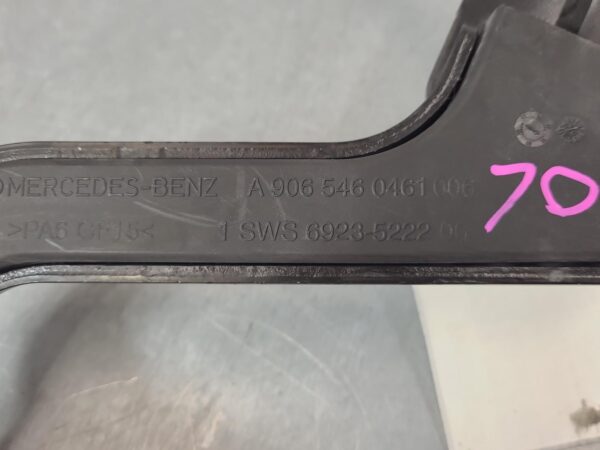 MERCEDES-BENZ A 906 546 0461 006
>PA6 GF15< 1 SWS 6923-5222
70